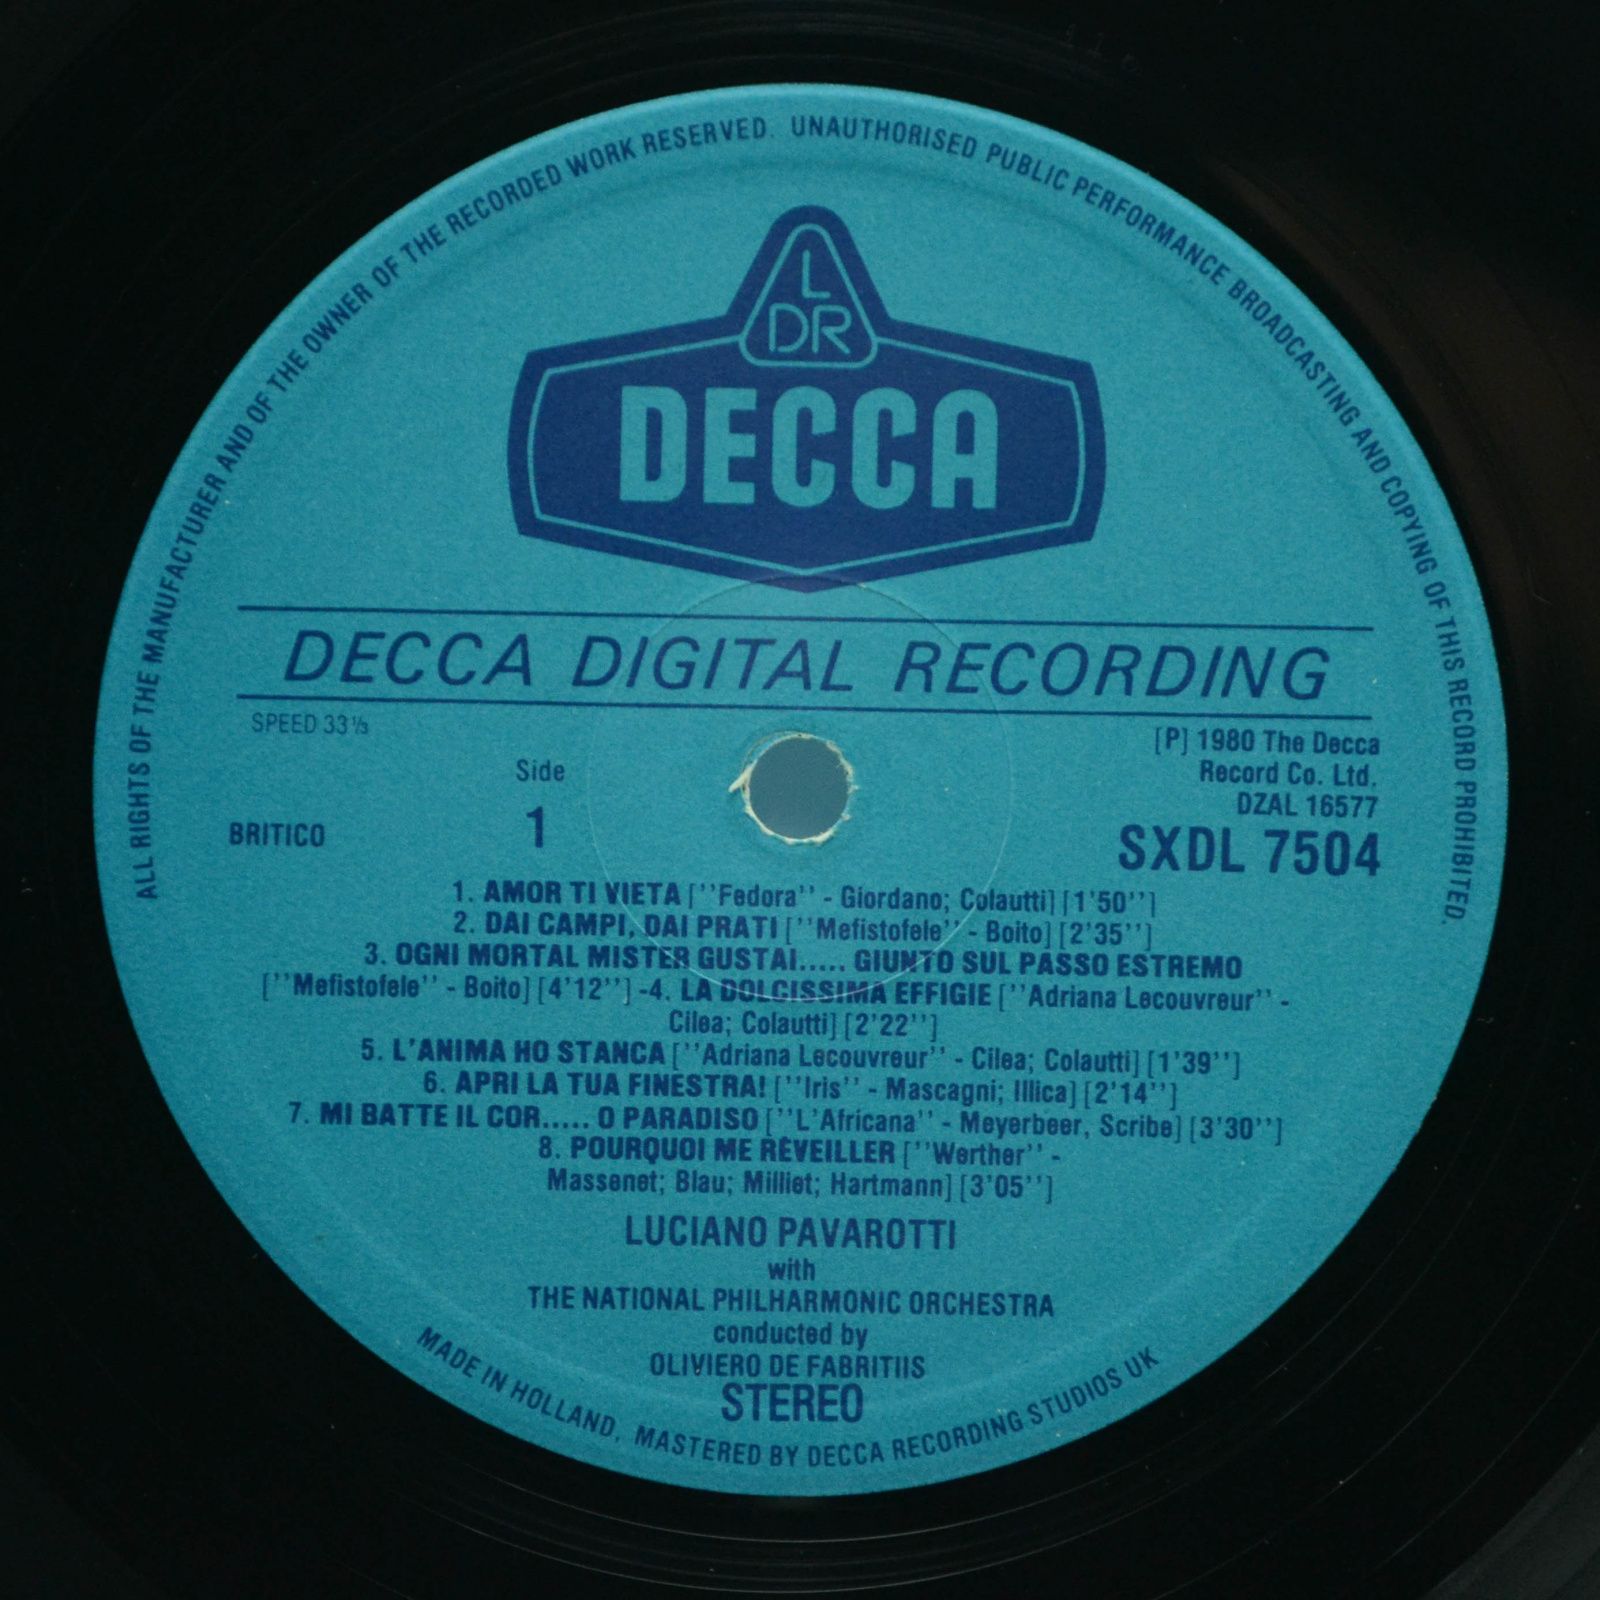 ALL RIGHTS OF THE MANUFACTURER AND OF THE OWNER OF THE RECORDED WORK RESERVED. UNAUTHORISED PUBLIC PERFORMANCE BROADCASTING AND COPYING OF THIS RECORD PROHIBITED.
L
DR
DECCA
DECCA DIGITAL RECORDING
SPEED 33⅓
[P] 1980 The Decca
Record Co. Ltd.
DZAL 16577
SXDL 7504
Side
1
BRITICO
1. AMOR TI VIETA [''Fedora'' - Giordano; Colautti] [1'50'']
2. DAI CAMPI, DAI PRATI [''Mefistofele'' - Boito] [2'35'']
3. OGNI MORTAL MISTER GUSTAI..... GIUNTO SUL PASSO ESTREMO
[''Mefistofele'' - Boito] [4'12''] -4. LA DOLCISSIMA EFFIGIE [''Adriana Lecouvreur'' -
Cilea; Colautti] [2'22'']
5. L'ANIMA HO STANCA [''Adriana Lecouvreur'' - Cilea; Colautti] [1'39'']
6. APRI LA TUA FINESTRA! [''Iris'' - Mascagni; Illica] [2'14'']
7. MI BATTE IL COR..... O PARADISO [''L'Africana'' - Meyerbeer, Scribe] [3'30'']
8. POURQUOI ME RÉVEILLER [''Werther'' -
Massenet; Blau; Milliet; Hartmann] [3'05'']
LUCIANO PAVAROTTI
with
THE NATIONAL PHILHARMONIC ORCHESTRA
conducted by
OLIVIERO DE FABRITIIS
STEREO
MADE IN HOLLAND. MASTERED BY DECCA RECORDING STUDIOS UK